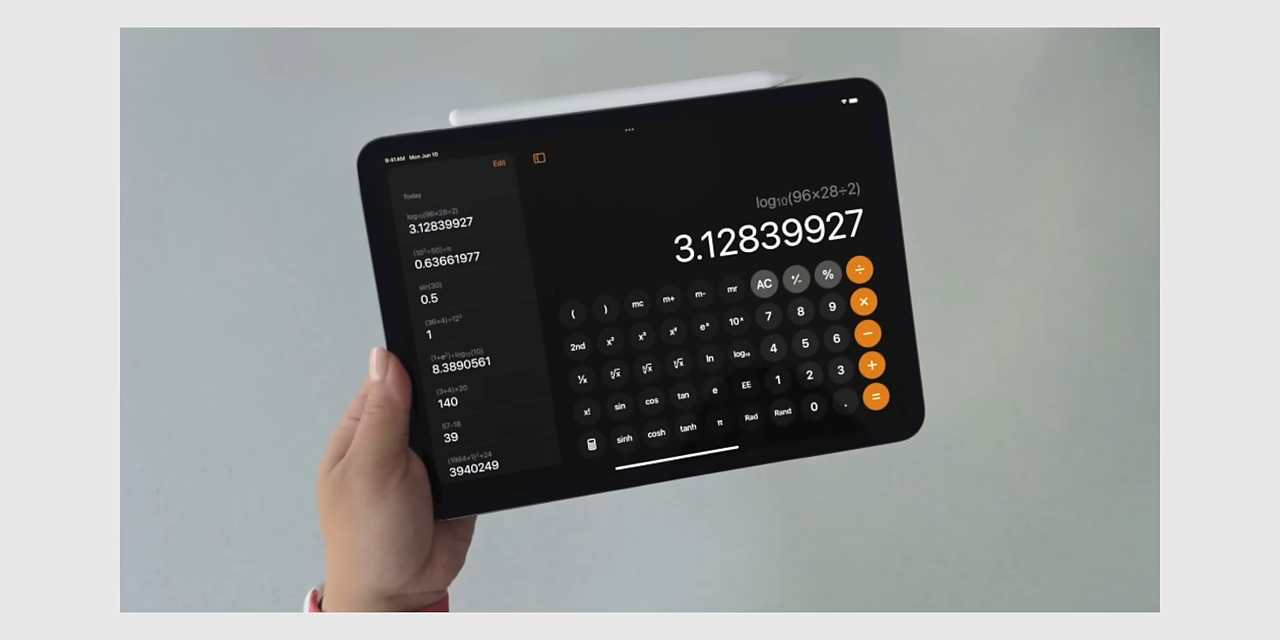 9:41AM Mon Jun 10
Edit
Today
log₁₀(96×28÷2)
3.12839927
(10²÷50)÷π
0.63661977
sin(30)
0.5
(36×4)÷12²
1
(1+e²)÷log₁₀(10)
8.3890561
(3+4)×20
140
57-18
39
(1984+1)²+24
3940249
log₁₀(96×28÷2)
3.12839927
( ) mc m+ m- mr AC +/- % ÷
2nd x² x³ xʸ eˣ 10ˣ 7 8 9 ×
1/x ²√x ³√x ʸ√x ln log₁₀ 4 5 6 −
x! sin cos tan e EE 1 2 3 +
sinh cosh tanh π Rad Rand 0 . =